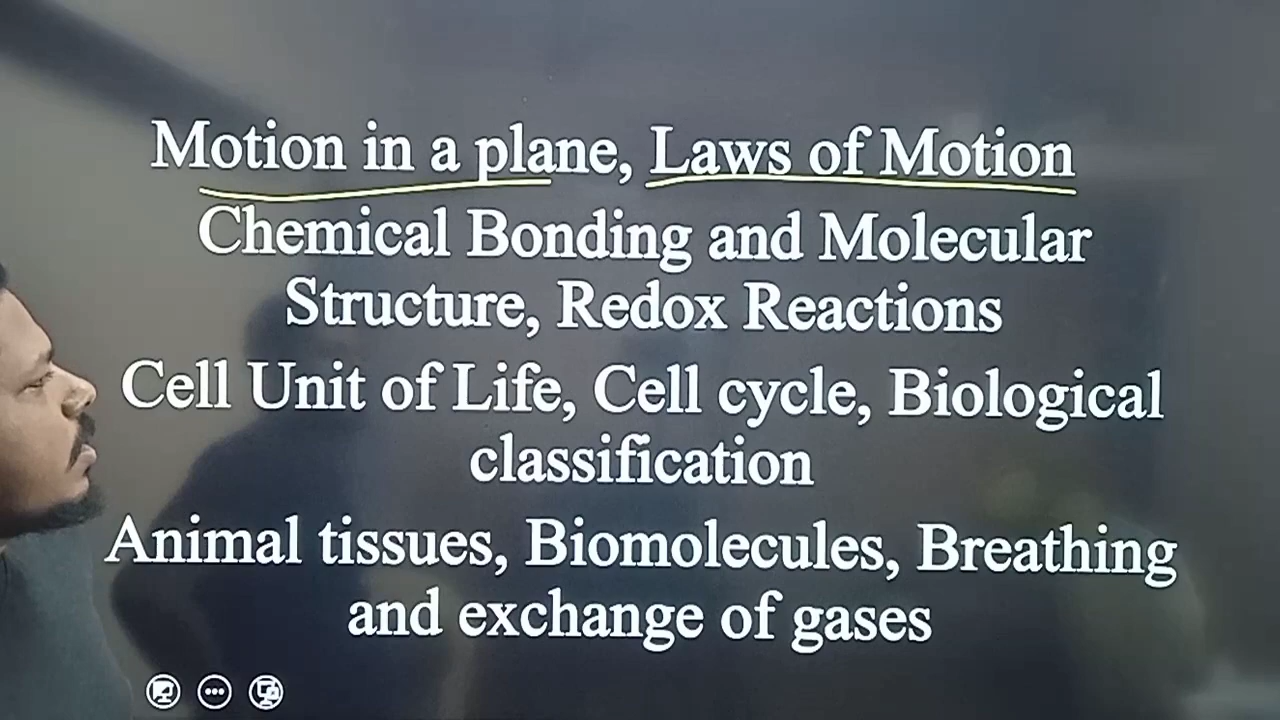 Motion in a plane, Laws of Motion
Chemical Bonding and Molecular
Structure, Redox Reactions
Cell Unit of Life, Cell cycle, Biological
classification
Animal tissues, Biomolecules, Breathing
and exchange of gases